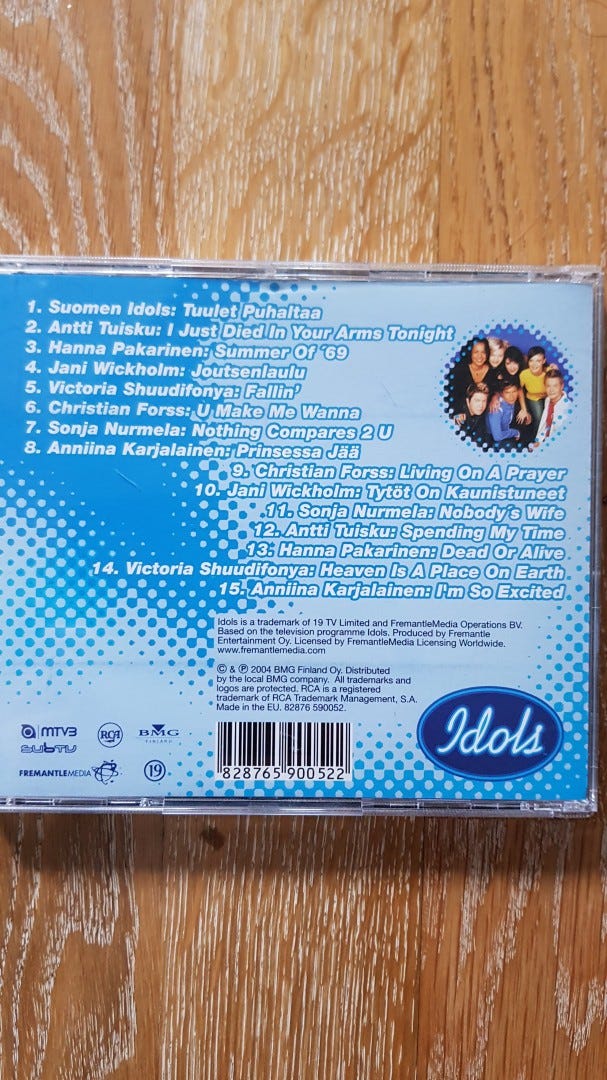 1. Suomen Idols: Tuulet Puhaltaa
2. Antti Tuisku: I Just Died In Your Arms Tonight
3. Hanna Pakarinen: Summer Of ´69
4. Jani Wickholm: Joutsenlaulu
5. Victoria Shuudifonya: Fallin’
6. Christian Forss: U Make Me Wanna
7. Sonja Nurmela: Nothing Compares 2 U
8. Anniina Karjalainen: Prinsessa Jää
9. Christian Forss: Living On A Prayer
10. Jani Wickholm: Tytöt On Kaunistuneet
11. Sonja Nurmela: Nobody´s Wife
12. Antti Tuisku: Spending My Time
13. Hanna Pakarinen: Dead Or Alive
14. Victoria Shuudifonya: Heaven Is A Place On Earth
15. Anniina Karjalainen: I'm So Excited
Idols is a trademark of 19 TV Limited and FremantleMedia Operations BV.
Based on the television programme Idols. Produced by Fremantle
Entertainment Oy. Licensed by FremantleMedia Licensing Worldwide.
www.fremantlemedia.com
© & ℗ 2004 BMG Finland Oy. Distributed
by the local BMG company. All trademarks and
logos are protected. RCA is a registered
trademark of RCA Trademark Management, S.A.
Made in the EU. 82876 590052.
MTV3
SUBTV
RCA
BMG
FINLAND
FREMANTLEMEDIA
19
8 28765 90052 2
Idols